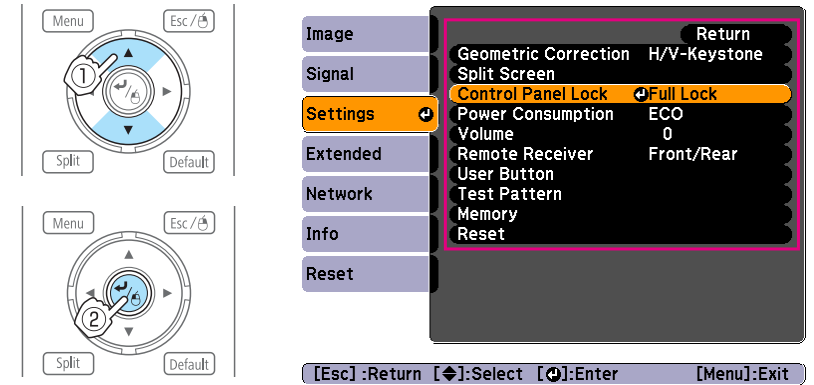 Menu
Esc /
1
Split
Default
Menu
Esc /
2
Split
Default
Image
Signal
Settings
Extended
Network
Info
Reset
Return
Geometric Correction H/V-Keystone
Split Screen
Control Panel Lock Full Lock
Power Consumption ECO
Volume 0
Remote Receiver Front/Rear
User Button
Test Pattern
Memory
Reset
[Esc] :Return [◆]:Select [⏎]:Enter [Menu]:Exit